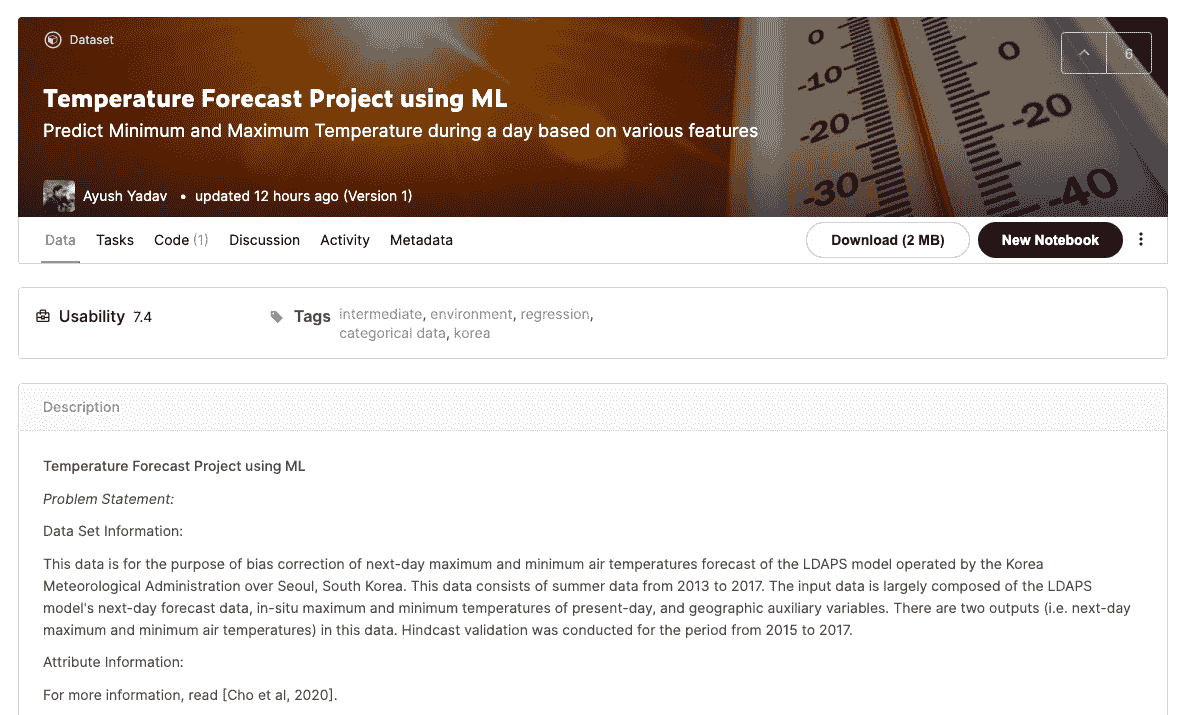 Dataset
6
Temperature Forecast Project using ML
Predict Minimum and Maximum Temperature during a day based on various features
Ayush Yadav • updated 12 hours ago (Version 1)
0
-10
-20
-30
0
-20
-40
Data Tasks Code (1) Discussion Activity Metadata Download (2 MB) New Notebook
Usability 7.4 Tags intermediate, environment, regression,
categorical data, korea
Description
Temperature Forecast Project using ML
Problem Statement:
Data Set Information:
This data is for the purpose of bias correction of next-day maximum and minimum air temperatures forecast of the LDAPS model operated by the Korea
Meteorological Administration over Seoul, South Korea. This data consists of summer data from 2013 to 2017. The input data is largely composed of the LDAPS
model's next-day forecast data, in-situ maximum and minimum temperatures of present-day, and geographic auxiliary variables. There are two outputs (i.e. next-day
maximum and minimum air temperatures) in this data. Hindcast validation was conducted for the period from 2015 to 2017.
Attribute Information:
For more information, read [Cho et al, 2020].